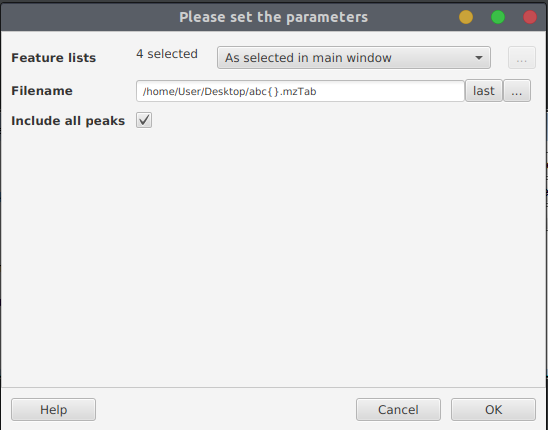 Please set the parameters
Feature lists 4 selected As selected in main window ...
Filename /home/User/Desktop/abc{}.mzTab last ...
Include all peaks
Help Cancel OK